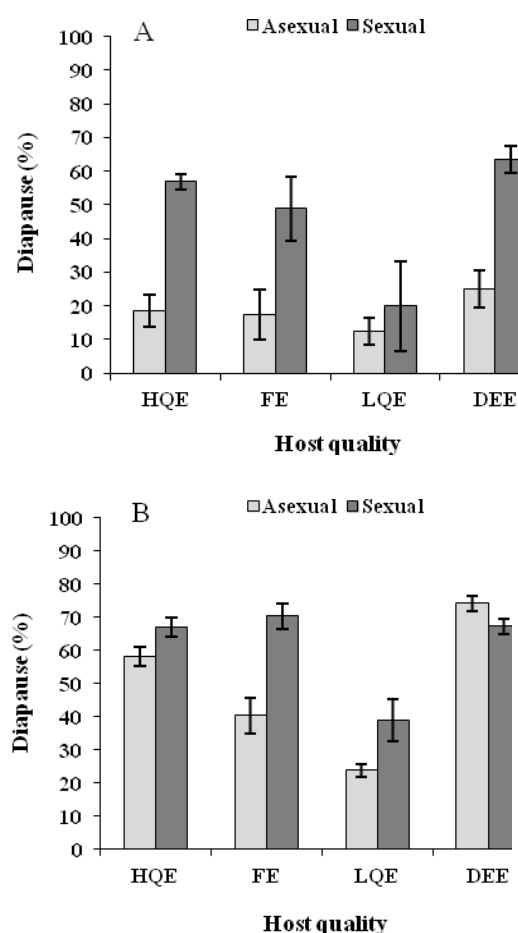 A
Asexual Sexual
100
90
80
70
60
50
40
30
20
10
0
Diapause (%)
HQE FE LQE DEE
Host quality
B
Asexual Sexual
100
90
80
70
60
50
40
30
20
10
0
Diapause (%)
HQE FE LQE DEE
Host quality